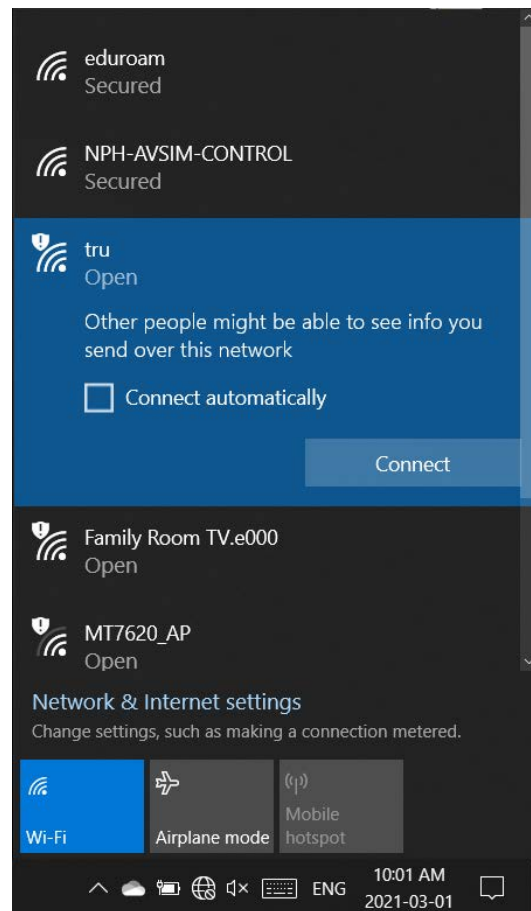 eduroam
Secured
NPH-AVSIM-CONTROL
Secured
tru
Open
Other people might be able to see info you
send over this network
Connect automatically
Connect
Family Room TV.e000
Open
MT7620_AP
Open
Network & Internet settings
Change settings, such as making a connection metered.
Wi-Fi
Airplane mode
Mobile
hotspot
ENG
10:01 AM
2021-03-01